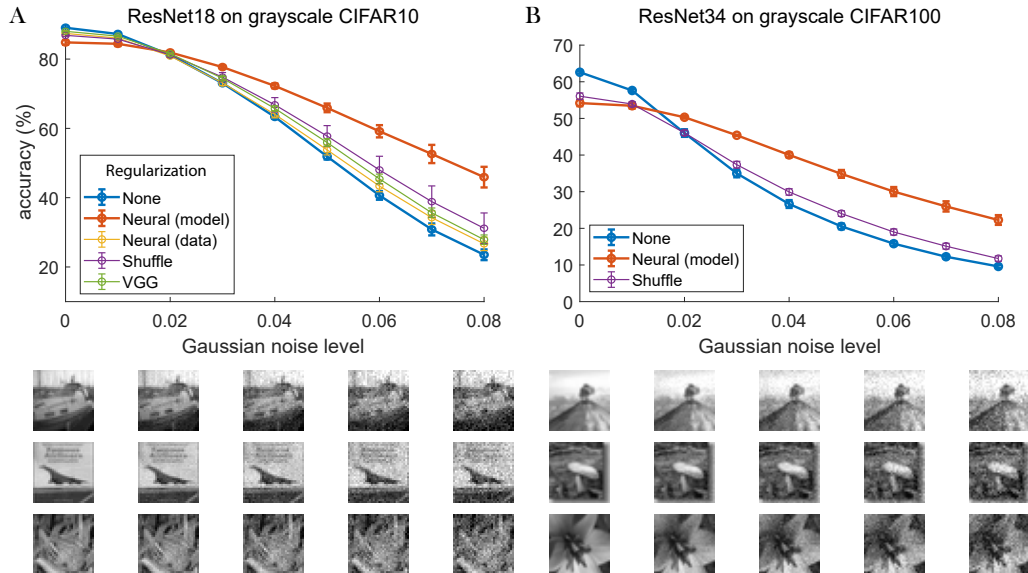 A
ResNet18 on grayscale CIFAR10
accuracy (%)
80
60
40
20
Regularization
None
Neural (model)
Neural (data)
Shuffle
VGG
0
0.02
0.04
0.06
0.08
Gaussian noise level
B
ResNet34 on grayscale CIFAR100
70
60
50
40
30
20
10
0
None
Neural (model)
Shuffle
0
0.02
0.04
0.06
0.08
Gaussian noise level